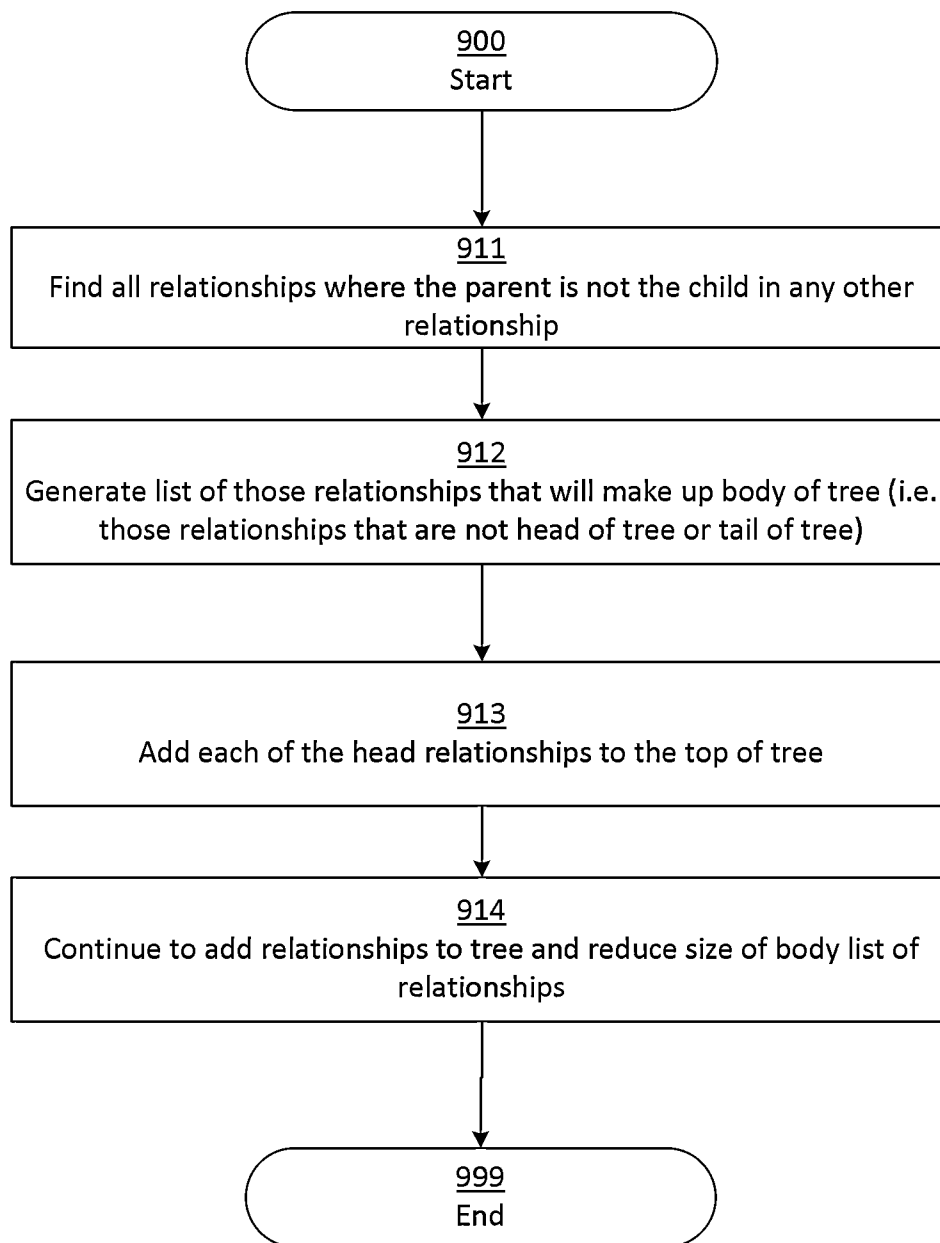 900
Start
911
Find all relationships where the parent is not the child in any other
relationship
912
Generate list of those relationships that will make up body of tree (i.e.
those relationships that are not head of tree or tail of tree)
913
Add each of the head relationships to the top of tree
914
Continue to add relationships to tree and reduce size of body list of
relationships
999
End